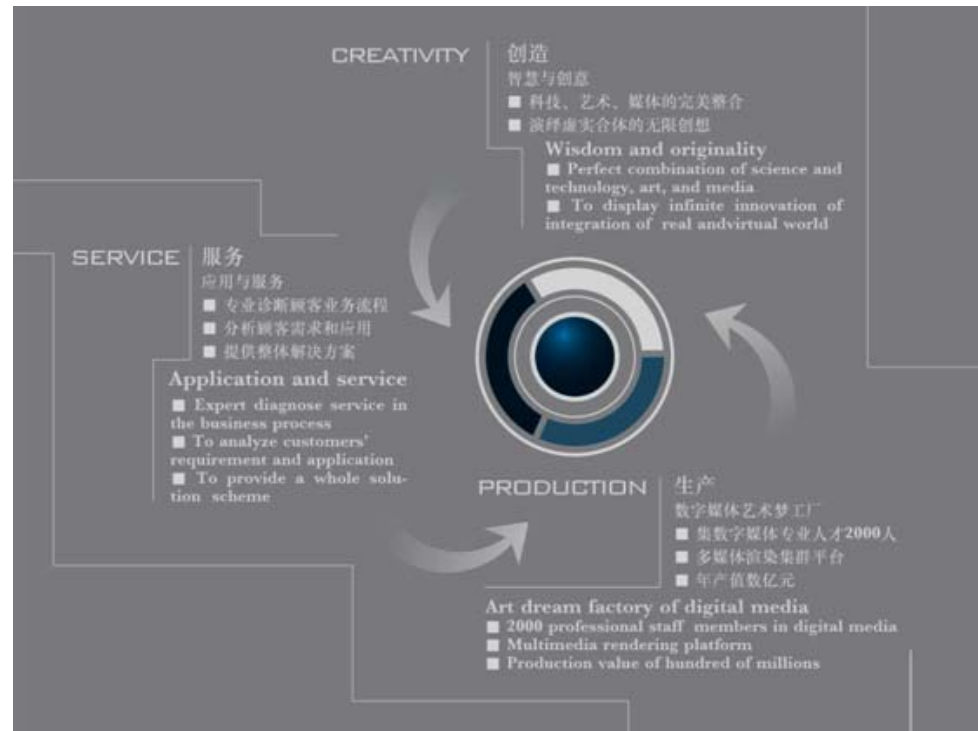 CREATIVITY
创造
智慧与创意
■ 科技、艺术、媒体的完美整合
■ 演绎虚实合体的无限创想
Wisdom and originality
■ Perfect combination of science and
technology, art, and media
■ To display infinite innovation of
integration of real andvirtual world
SERVICE
服务
应用与服务
■ 专业诊断顾客业务流程
■ 分析顾客需求和应用
■ 提供整体解决方案
Application and service
■ Expert diagnose service in
the business process
■ To analyze customers'
requirement and application
■ To provide a whole solu-
tion scheme
PRODUCTION
生产
数字媒体艺术梦工厂
■ 集数字媒体专业人才2000人
■ 多媒体渲染集群平台
■ 年产值数亿元
Art dream factory of digital media
■ 2000 professional staff members in digital media
■ Multimedia rendering platform
■ Production value of hundred of millions